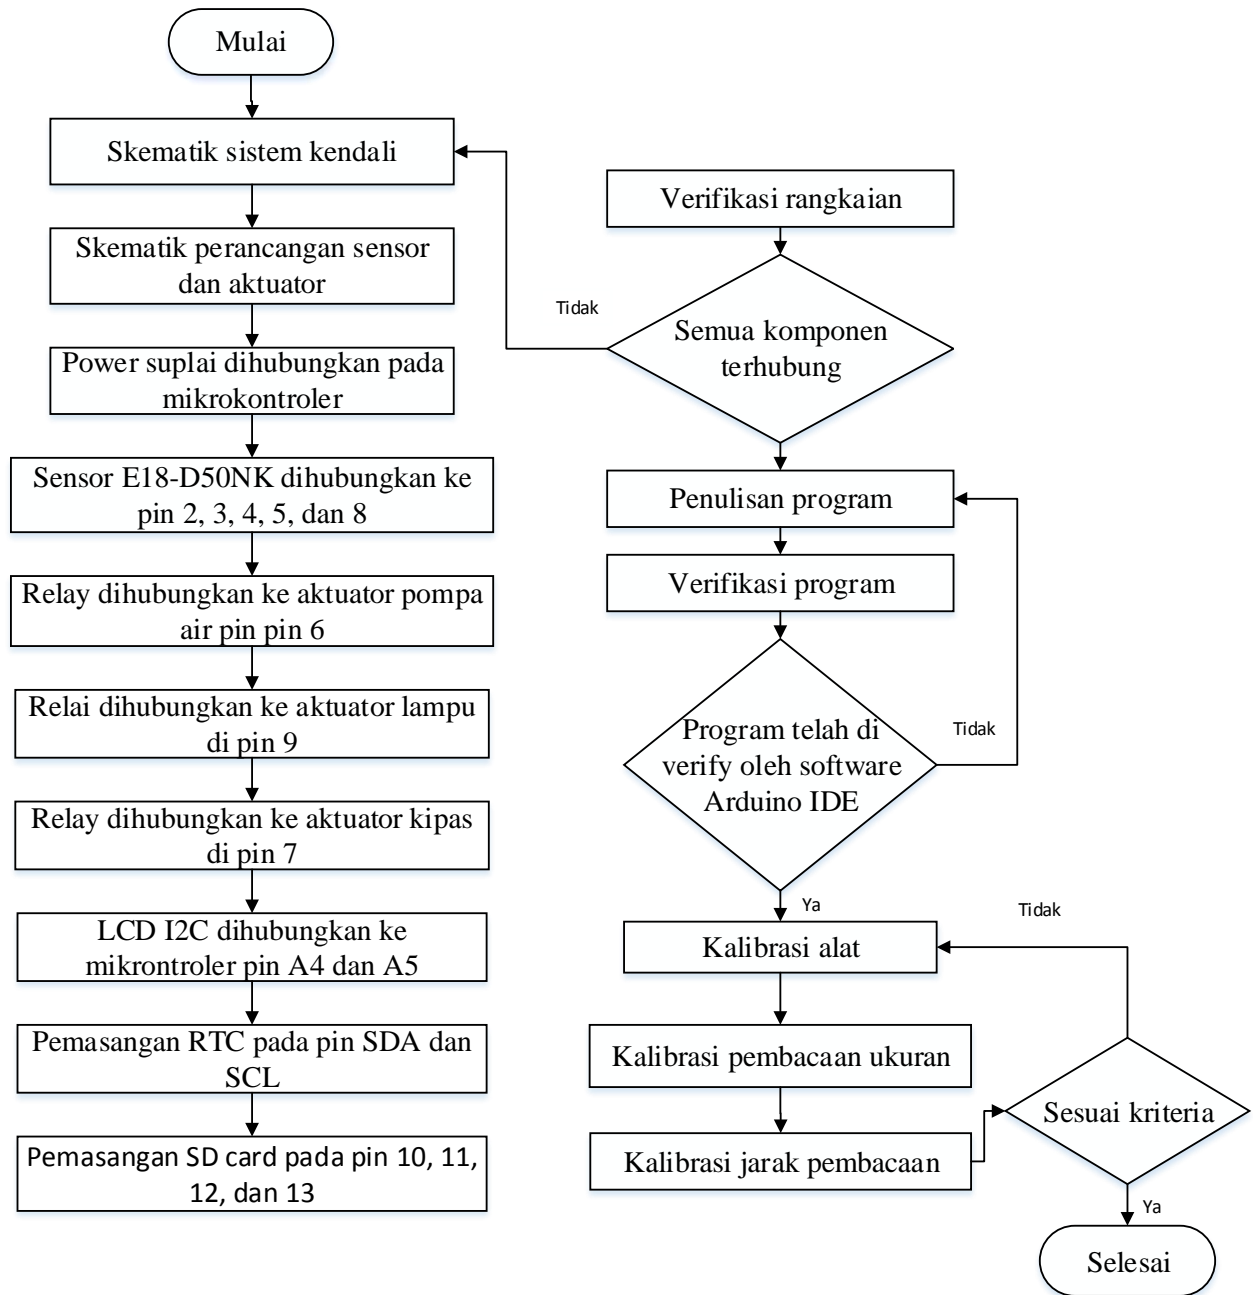 Mulai
Skematik sistem kendali
Skematik perancangan sensor
dan aktuator
Power suplai dihubungkan pada
mikrokontroler
Sensor E18-D50NK dihubungkan ke
pin 2, 3, 4, 5, dan 8
Relay dihubungkan ke aktuator pompa
air pin pin 6
Relai dihubungkan ke aktuator lampu
di pin 9
Relay dihubungkan ke aktuator kipas
di pin 7
LCD I2C dihubungkan ke
mikrontroler pin A4 dan A5
Pemasangan RTC pada pin SDA dan
SCL
Pemasangan SD card pada pin 10, 11,
12, dan 13
Verifikasi rangkaian
Tidak
Semua komponen
terhubung
Penulisan program
Verifikasi program
Program telah di
verify oleh software
Arduino IDE
Tidak
Ya
Kalibrasi alat
Tidak
Kalibrasi pembacaan ukuran
Kalibrasi jarak pembacaan
Sesuai kriteria
Ya
Selesai